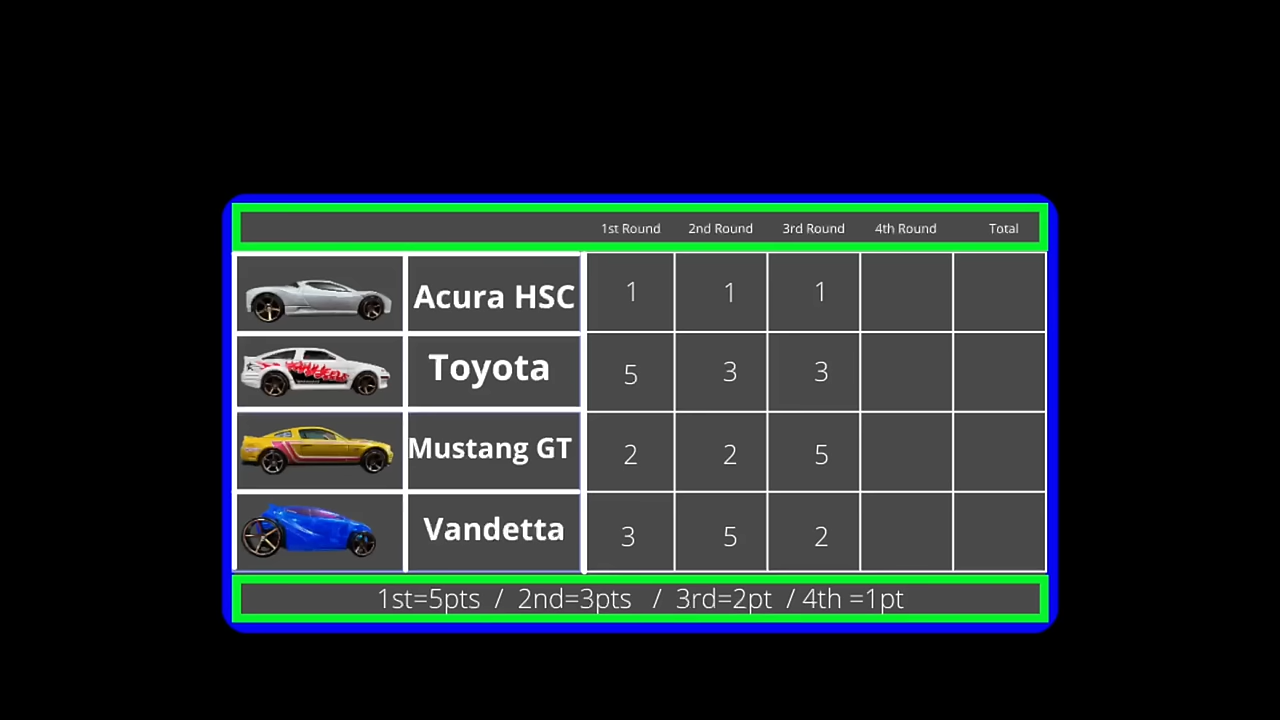 1st Round 2nd Round 3rd Round 4th Round Total
Acura HSC 1 1 1
Toyota 5 3 3
Mustang GT 2 2 5
Vandetta 3 5 2
1st=5pts / 2nd=3pts / 3rd=2pt / 4th =1pt